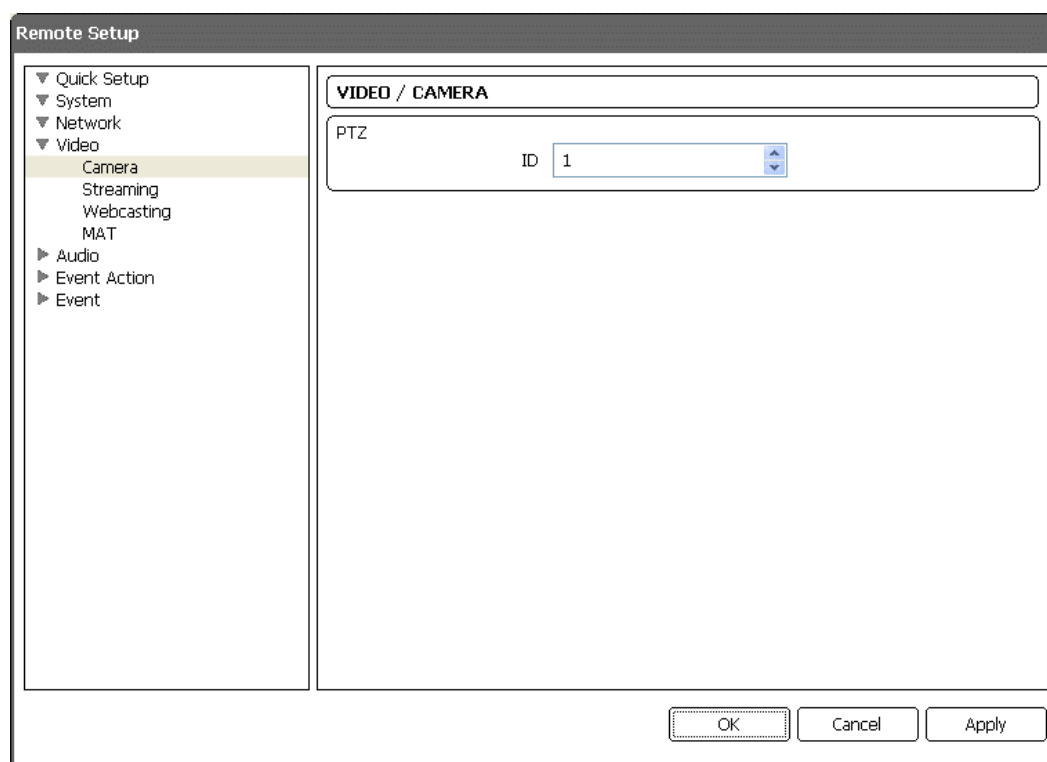 Remote Setup
Quick Setup
System
Network
Video
Camera
Streaming
Webcasting
MAT
Audio
Event Action
Event
VIDEO / CAMERA
PTZ
ID 1
OK Cancel Apply